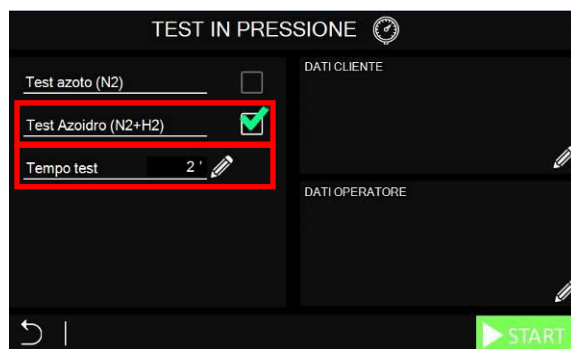 TEST IN PRESSIONE
Test azoto (N2)
Test Azoidro (N2+H2)
Tempo test 2 '
DATI CLIENTE
DATI OPERATORE
START